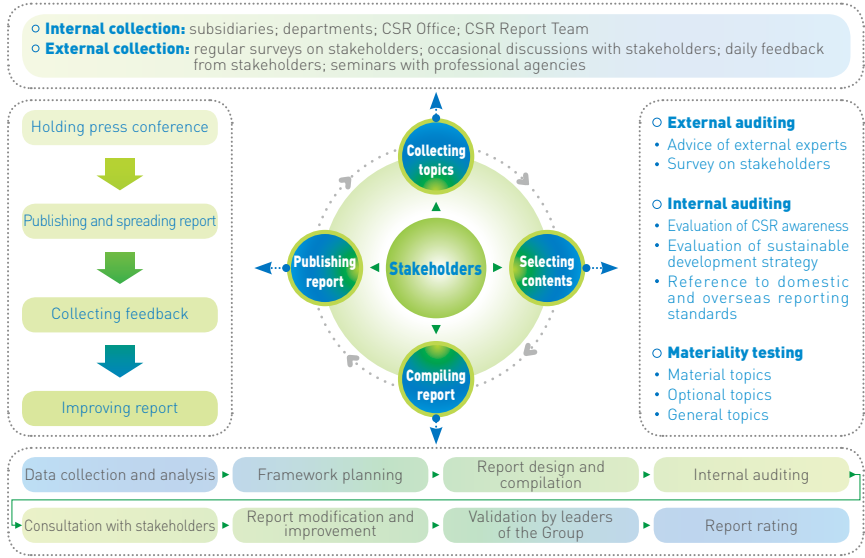 Internal collection: subsidiaries; departments; CSR Office; CSR Report Team
External collection: regular surveys on stakeholders; occasional discussions with stakeholders; daily feedback
from stakeholders; seminars with professional agencies
Holding press conference
Publishing and spreading report
Collecting feedback
Improving report
Collecting
topics
Publishing
report
Stakeholders
Selecting
contents
Compiling
report
External auditing
• Advice of external experts
• Survey on stakeholders
Internal auditing
• Evaluation of CSR awareness
• Evaluation of sustainable
development strategy
• Reference to domestic
and overseas reporting
standards
Materiality testing
• Material topics
• Optional topics
• General topics
Data collection and analysis
Framework planning
Report design and
compilation
Internal auditing
Consultation with stakeholders
Report modification and
improvement
Validation by leaders
of the Group
Report rating